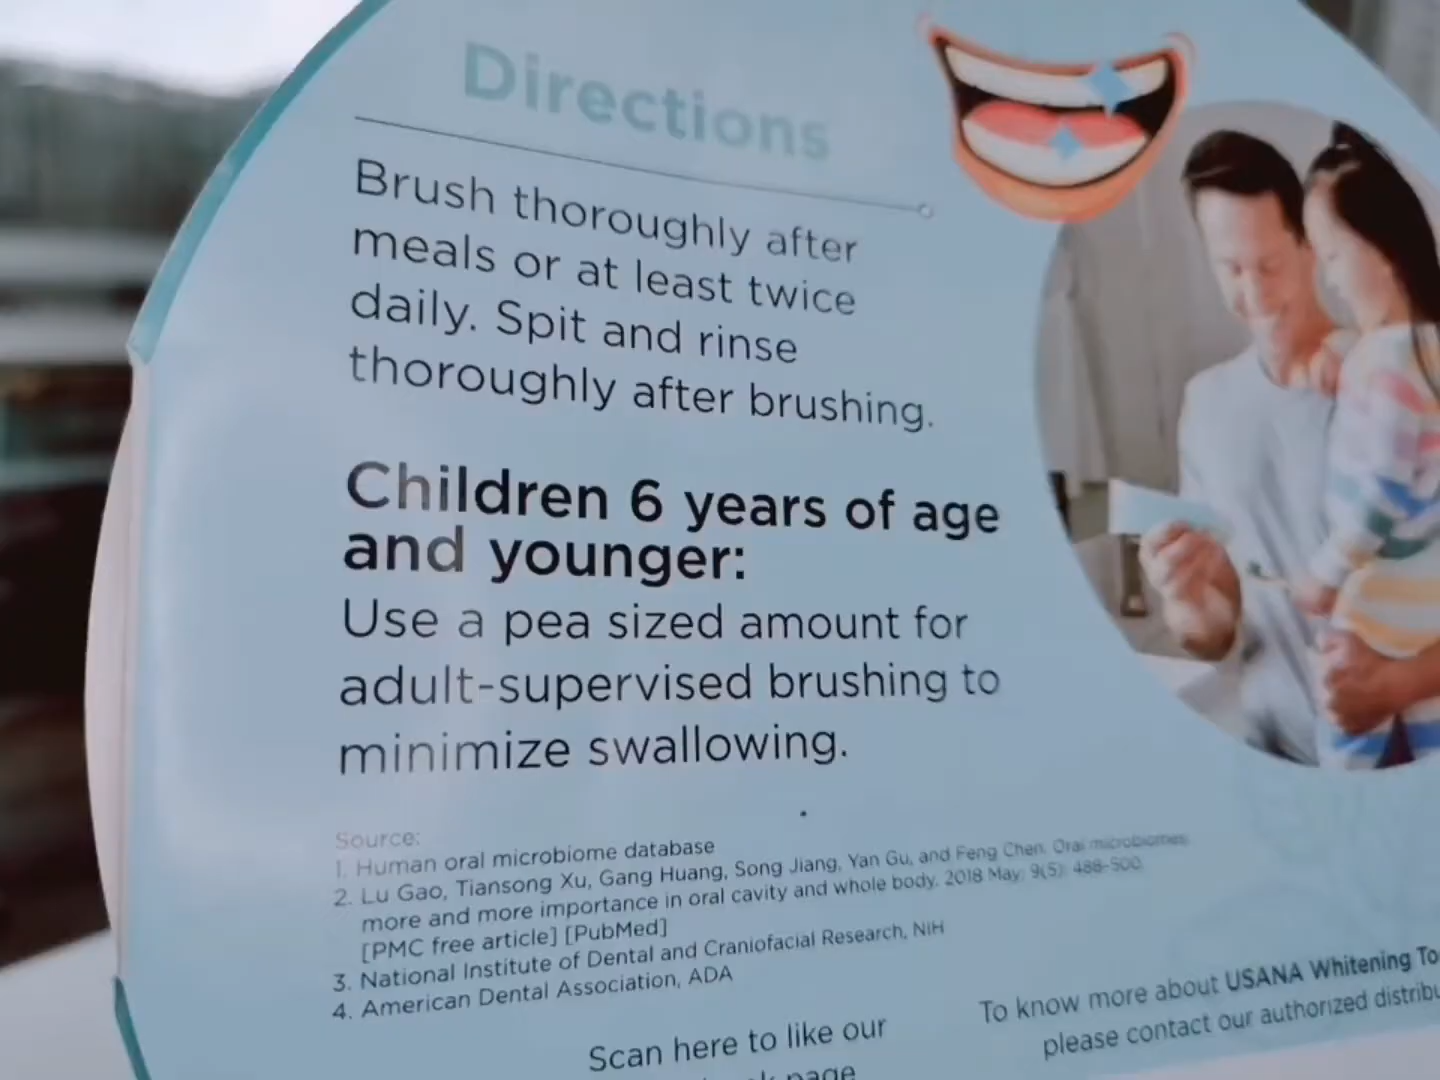 Directions
Brush thoroughly after
meals or at least twice
daily. Spit and rinse
thoroughly after brushing.
Children 6 years of age
and younger:
Use a pea sized amount for
adult-supervised brushing to
minimize swallowing.
Source:
1. Human oral microbiome database
2. Lu Gao, Tiansong Xu, Gang Huang, Song Jiang, Yan Gu, and Feng Chen. Oral microbiomes:
more and more importance in oral cavity and whole body. 2018 May; 9(5): 488-500.
[PMC free article] [PubMed]
3. National Institute of Dental and Craniofacial Research, NIH
4. American Dental Association, ADA
To know more about USANA Whitening To
please contact our authorized distribu
Scan here to like our
page